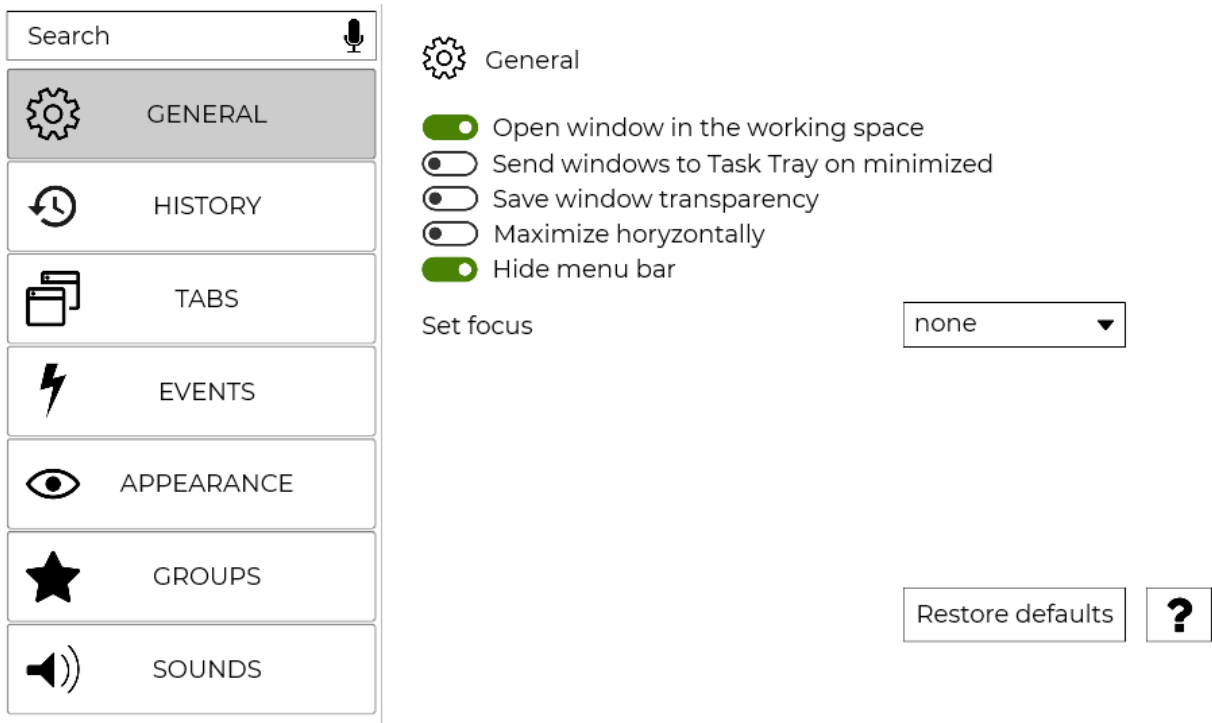 Search
GENERAL
HISTORY
TABS
EVENTS
APPEARANCE
GROUPS
SOUNDS
General
Open window in the working space
Send windows to Task Tray on minimized
Save window transparency
Maximize horyzontally
Hide menu bar
Set focus
none
Restore defaults
?